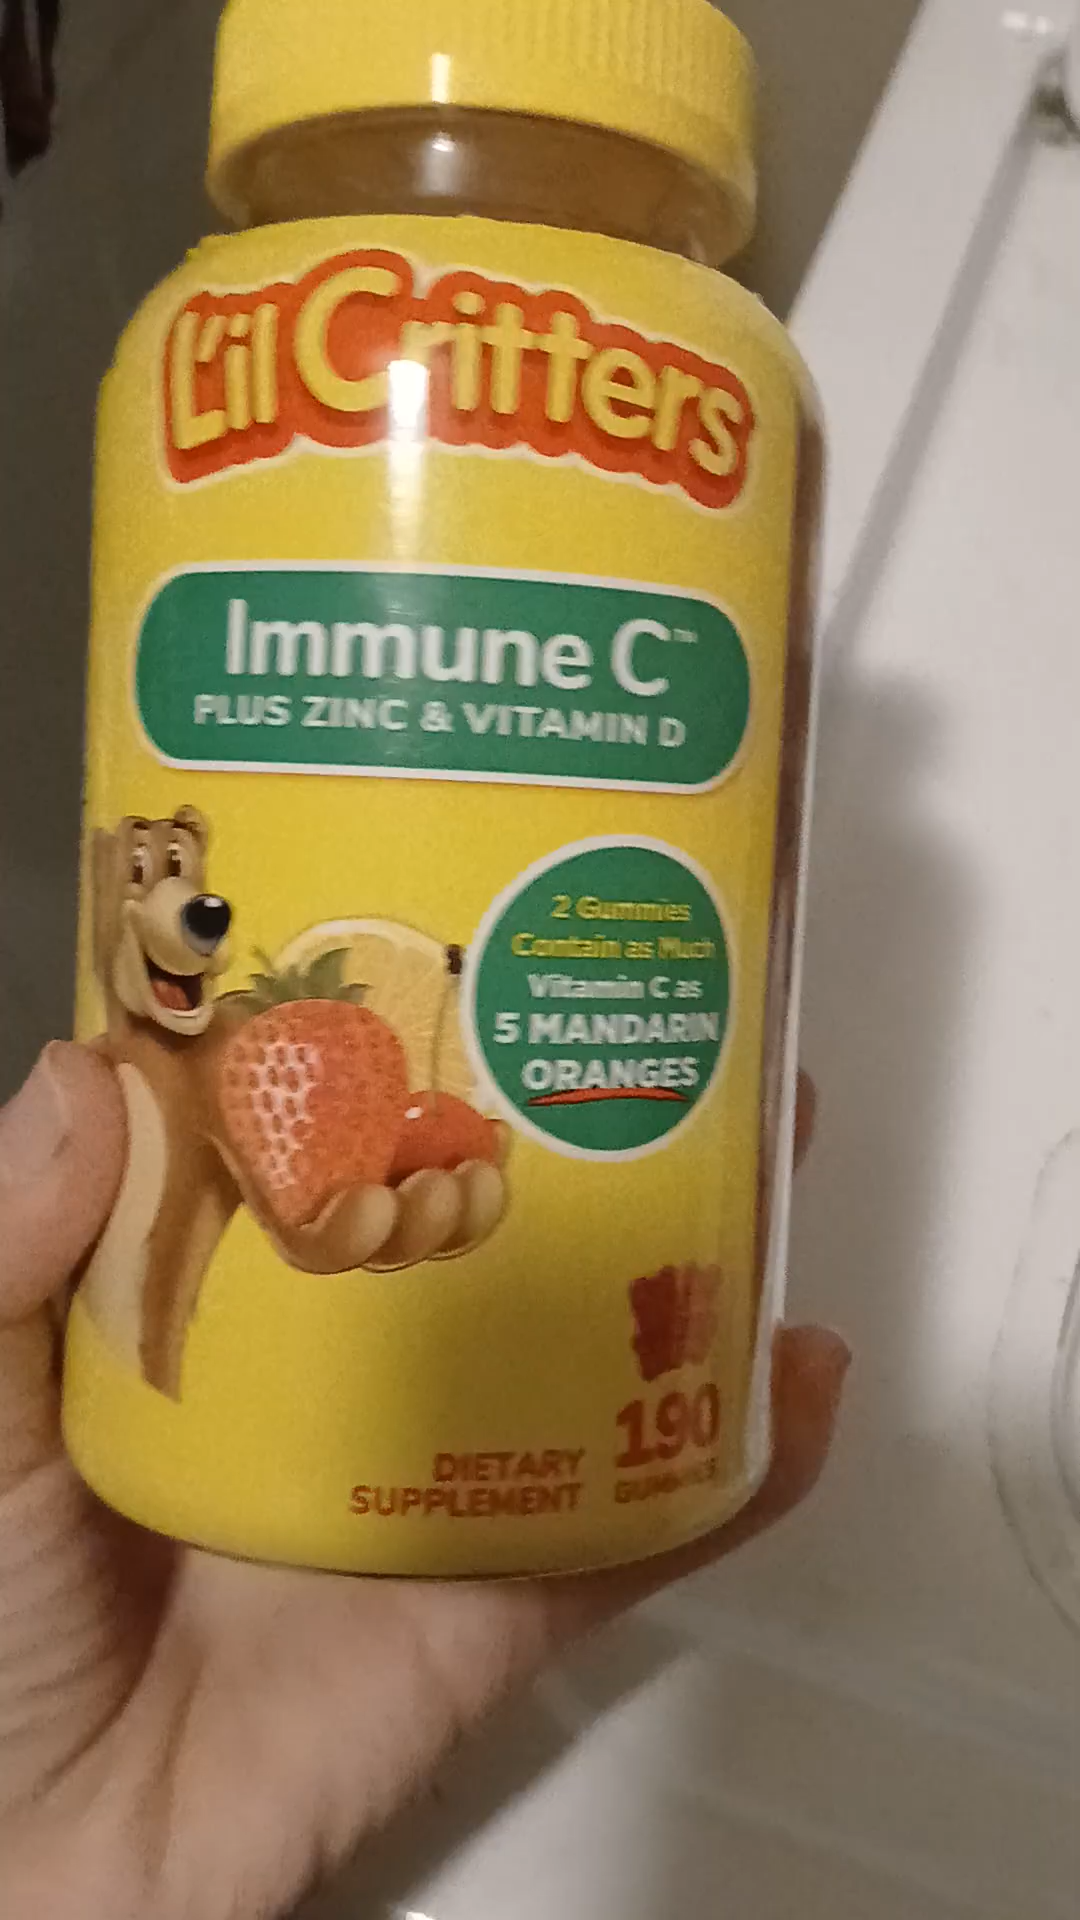 L'il Critters
Immune C™
PLUS ZINC & VITAMIN D
2 Gummies
Contain as Much
Vitamin C as
5 MANDARIN
ORANGES
190
GUMMIES
DIETARY
SUPPLEMENT